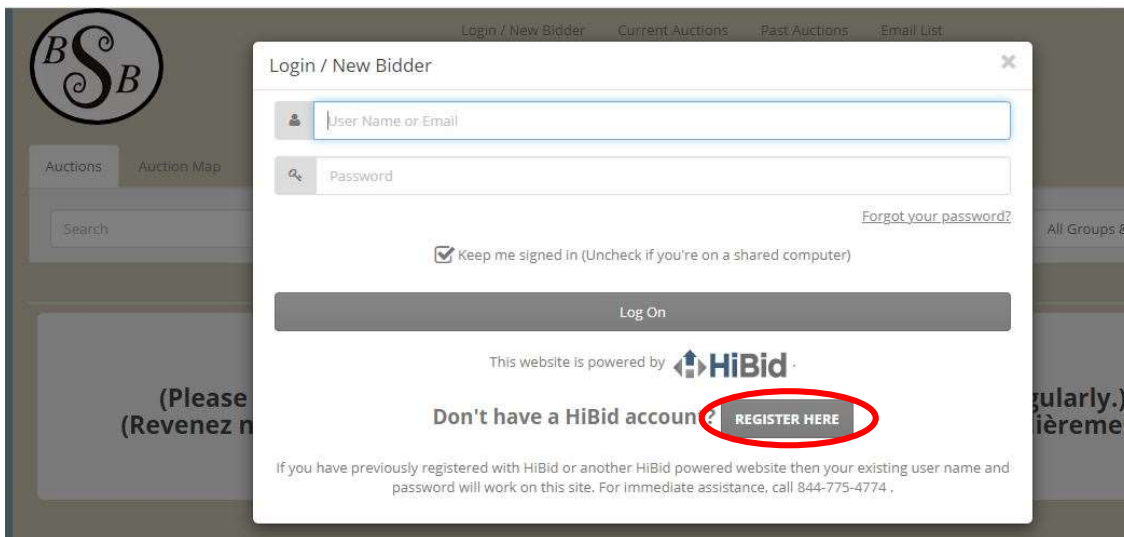 BSB
Login / New Bidder Current Auctions Past Auctions Email List
Login / New Bidder ×
User Name or Email
Auctions Auction Map
Password
Forgot your password?
Search
All Groups &
Keep me signed in (Uncheck if you're on a shared computer)
Log On
This website is powered by HiBid .
(Please
gularly.)
Don't have a HiBid account? REGISTER HERE
(Revenez n
ièreme
If you have previously registered with HiBid or another HiBid powered website then your existing user name and
password will work on this site. For immediate assistance, call 844-775-4774 .